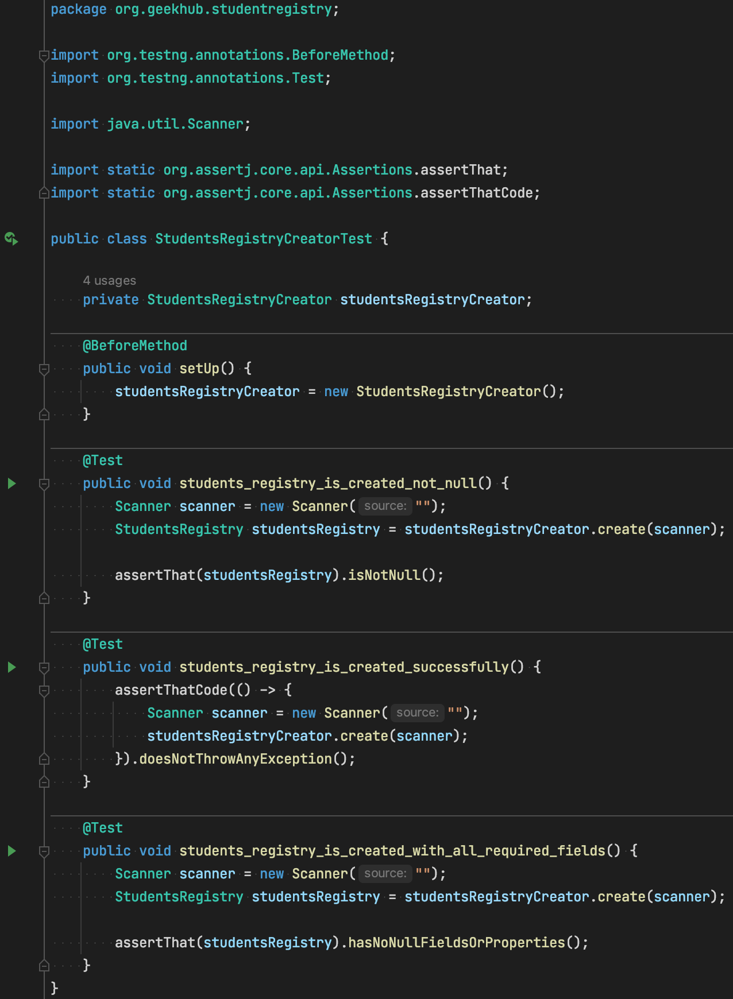 package org.geekhub.studentregistry;
import org.testng.annotations.BeforeMethod;
import org.testng.annotations.Test;
import java.util.Scanner;
import static org.assertj.core.api.Assertions.assertThat;
import static org.assertj.core.api.Assertions.assertThatCode;
public class StudentsRegistryCreatorTest {
4 usages
private StudentsRegistryCreator studentsRegistryCreator;
@BeforeMethod
public void setUp() {
studentsRegistryCreator = new StudentsRegistryCreator();
}
@Test
public void students_registry_is_created_not_null() {
Scanner scanner = new Scanner( source: "");
StudentsRegistry studentsRegistry = studentsRegistryCreator.create(scanner);
assertThat(studentsRegistry).isNotNull();
}
@Test
public void students_registry_is_created_successfully() {
assertThatCode(() -> {
Scanner scanner = new Scanner( source: "");
studentsRegistryCreator.create(scanner);
}).doesNotThrowAnyException();
}
@Test
public void students_registry_is_created_with_all_required_fields() {
Scanner scanner = new Scanner( source: "");
StudentsRegistry studentsRegistry = studentsRegistryCreator.create(scanner);
assertThat(studentsRegistry).hasNoNullFieldsOrProperties();
}
}